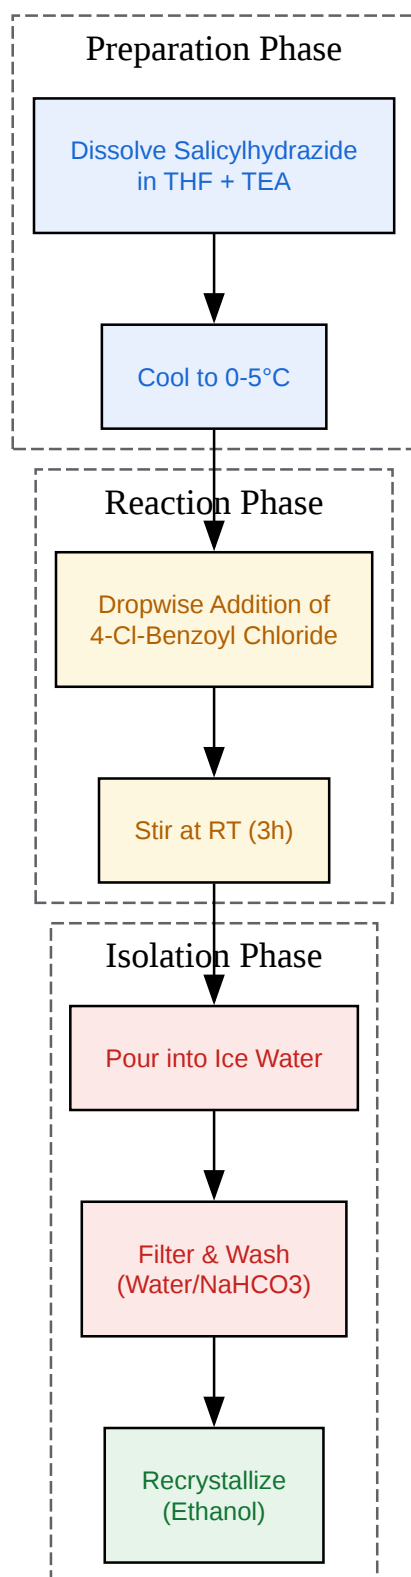 Preparation Phase
Dissolve Salicylhydrazide
in THF + TEA
Cool to 0-5°C
Reaction Phase
Dropwise Addition of
4-Cl-Benzoyl Chloride
Stir at RT (3h)
Isolation Phase
Pour into Ice Water
Filter & Wash
(Water/NaHCO3)
Recrystallize
(Ethanol)